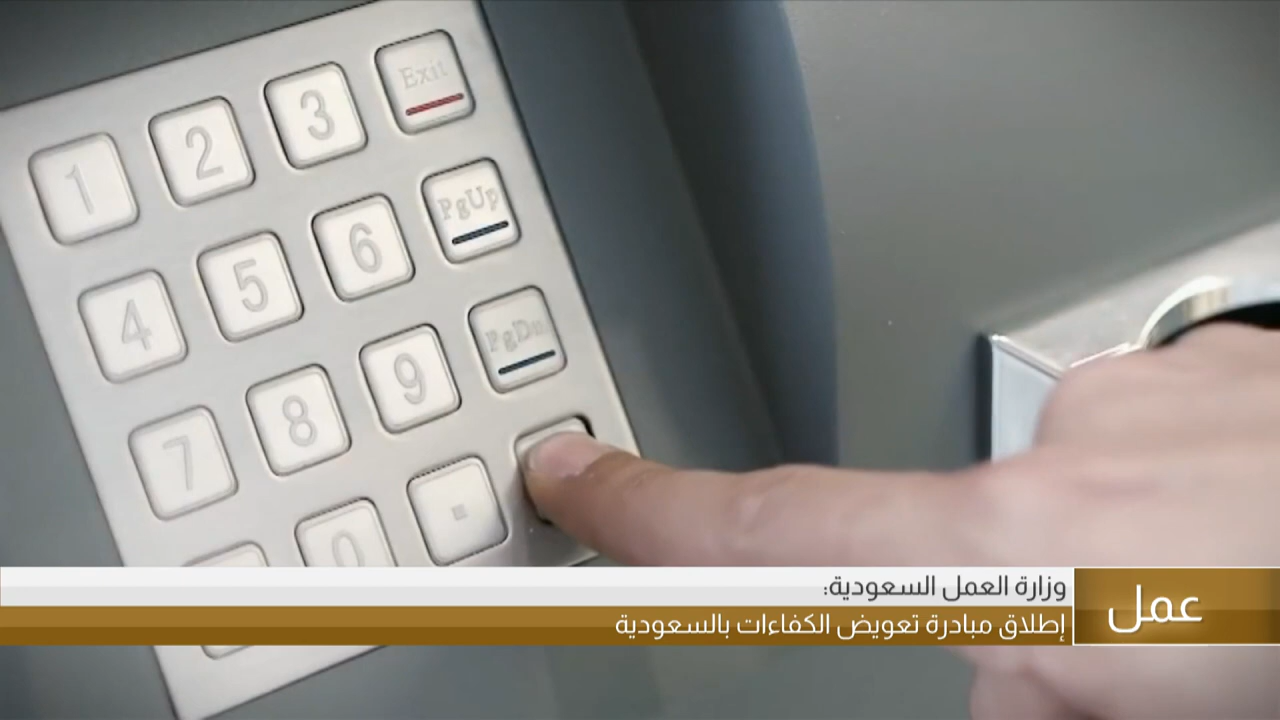 1 2 3 Exit
4 5 6 PgUp
7 8 9 PgDn
0 .
عمل
وزارة العمل السعودية:
إطلاق مبادرة تعويض الكفاءات بالسعودية